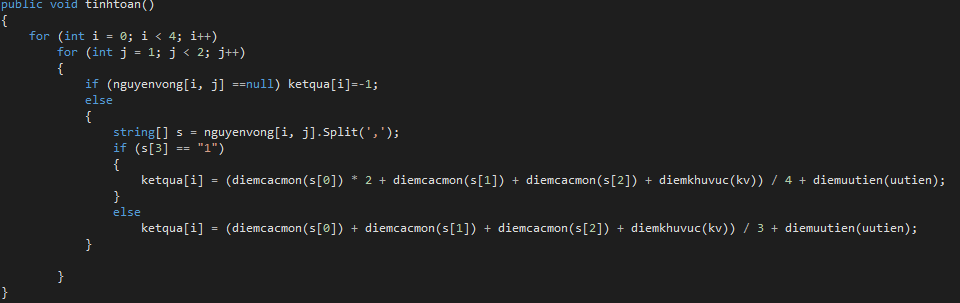 public void tinhtoan()
{
for (int i = 0; i < 4; i++)
for (int j = 1; j < 2; j++)
{
if (nguyenvong[i, j] ==null) ketqua[i]=-1;
else
{
string[] s = nguyenvong[i, j].Split(',');
if (s[3] == "1")
{
ketqua[i] = (diemcacmon(s[0]) * 2 + diemcacmon(s[1]) + diemcacmon(s[2]) + diemkhuvuc(kv)) / 4 + diemuutien(uutien);
}
else
ketqua[i] = (diemcacmon(s[0]) + diemcacmon(s[1]) + diemcacmon(s[2]) + diemkhuvuc(kv)) / 3 + diemuutien(uutien);
}
}
}